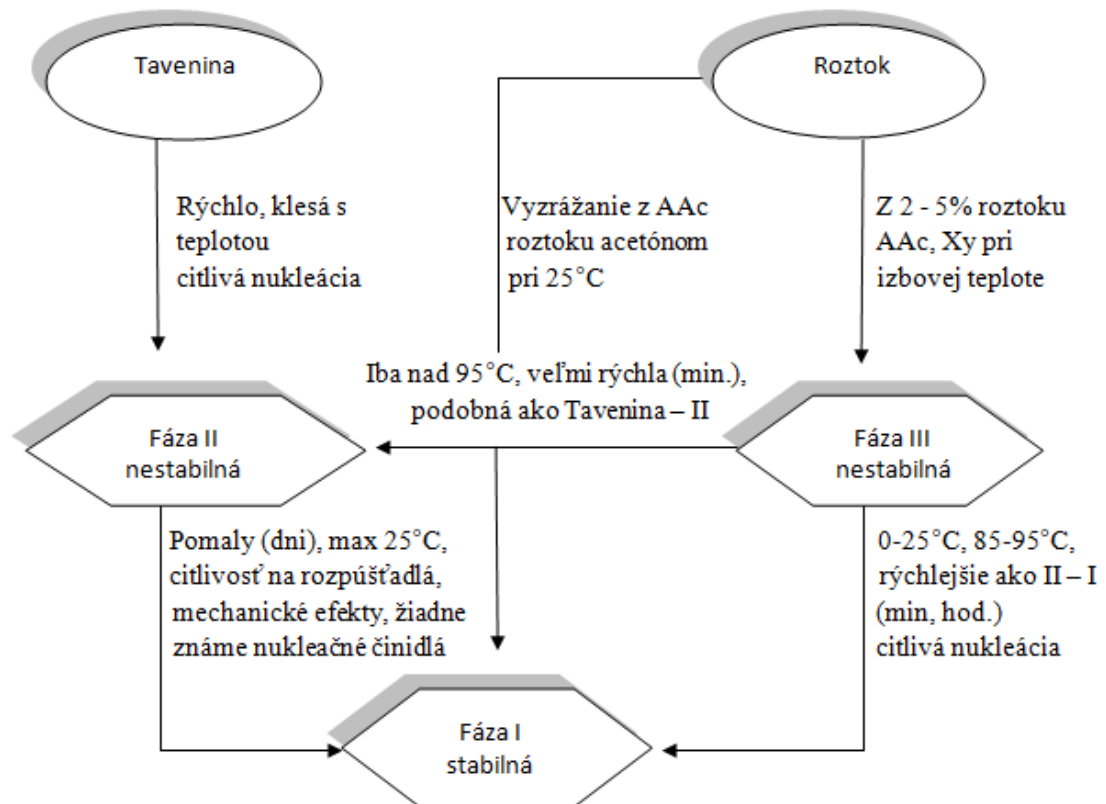 Tavenina
Roztok
Rýchlo, klesá s
teplotou
citlivá nukleácia
Vyzrážanie z AAc
roztoku acetónom
pri 25°C
Z 2 - 5% roztoku
AAc, Xy pri
izbovej teplote
Iba nad 95°C, veľmi rýchla (min.),
podobná ako Tavenina – II
Fáza II
nestabilná
Fáza III
nestabilná
Pomaly (dni), max 25°C,
citlivosť na rozpúšťadlá,
mechanické efekty, žiadne
známe nukleačné činidlá
0-25°C, 85-95°C,
rýchlejšie ako II – I
(min, hod.)
citlivá nukleácia
Fáza I
stabilná